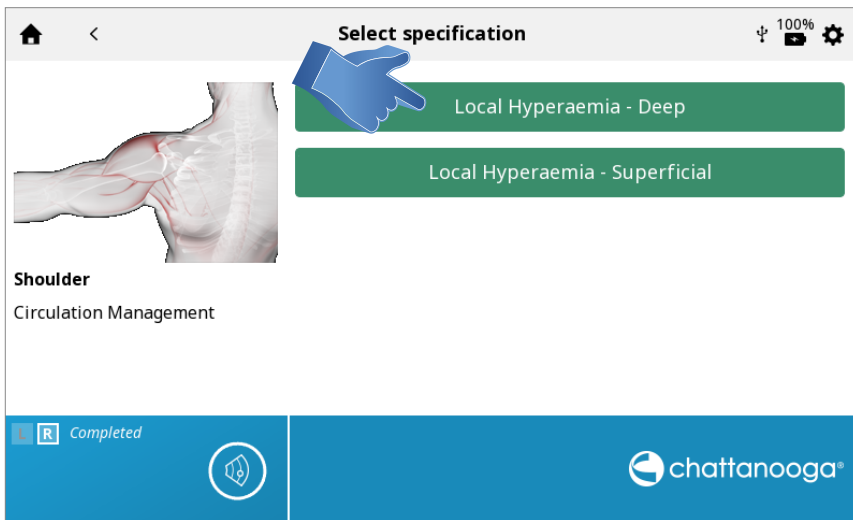 Select specification
100%
Local Hyperaemia - Deep
Local Hyperaemia - Superficial
Shoulder
Circulation Management
L R Completed
chattanooga®